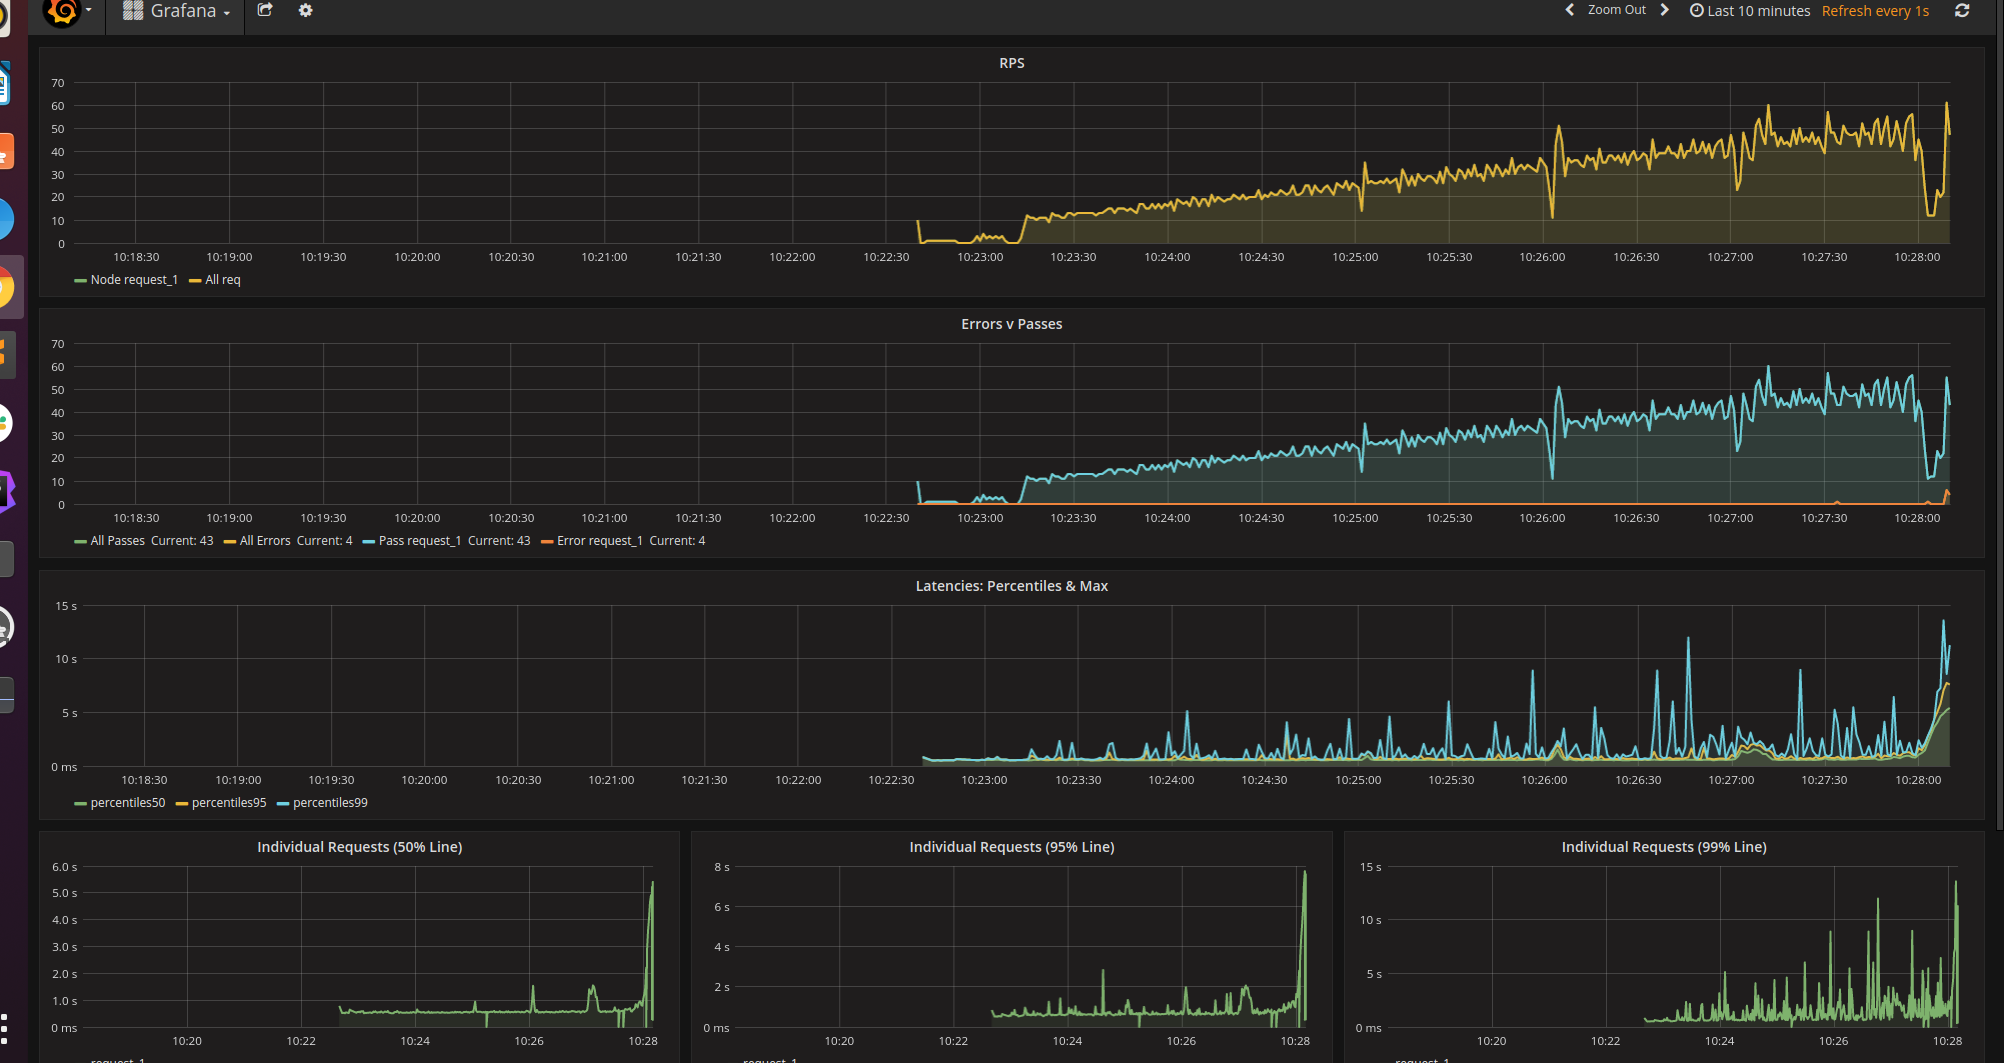 Grafana
Zoom Out Last 10 minutes Refresh every 1s
RPS
70
60
50
40
30
20
10
0
10:18:30 10:19:00 10:19:30 10:20:00 10:20:30 10:21:00 10:21:30 10:22:00 10:22:30 10:23:00 10:23:30 10:24:00 10:24:30 10:25:00 10:25:30 10:26:00 10:26:30 10:27:00 10:27:30 10:28:00
Node request_1 All req
Errors v Passes
70
60
50
40
30
20
10
0
10:18:30 10:19:00 10:19:30 10:20:00 10:20:30 10:21:00 10:21:30 10:22:00 10:22:30 10:23:00 10:23:30 10:24:00 10:24:30 10:25:00 10:25:30 10:26:00 10:26:30 10:27:00 10:27:30 10:28:00
All Passes Current: 43 All Errors Current: 4 Pass request_1 Current: 43 Error request_1 Current: 4
Latencies: Percentiles & Max
15 s
10 s
5 s
0 ms
10:18:30 10:19:00 10:19:30 10:20:00 10:20:30 10:21:00 10:21:30 10:22:00 10:22:30 10:23:00 10:23:30 10:24:00 10:24:30 10:25:00 10:25:30 10:26:00 10:26:30 10:27:00 10:27:30 10:28:00
percentiles50 percentiles95 percentiles99
Individual Requests (50% Line)
6.0 s
5.0 s
4.0 s
3.0 s
2.0 s
1.0 s
0 ms
10:20 10:22 10:24 10:26 10:28
request_1
Individual Requests (95% Line)
8 s
6 s
4 s
2 s
0 ms
10:20 10:22 10:24 10:26 10:28
request_1
Individual Requests (99% Line)
15 s
10 s
5 s
0 ms
10:20 10:22 10:24 10:26 10:28
request_1